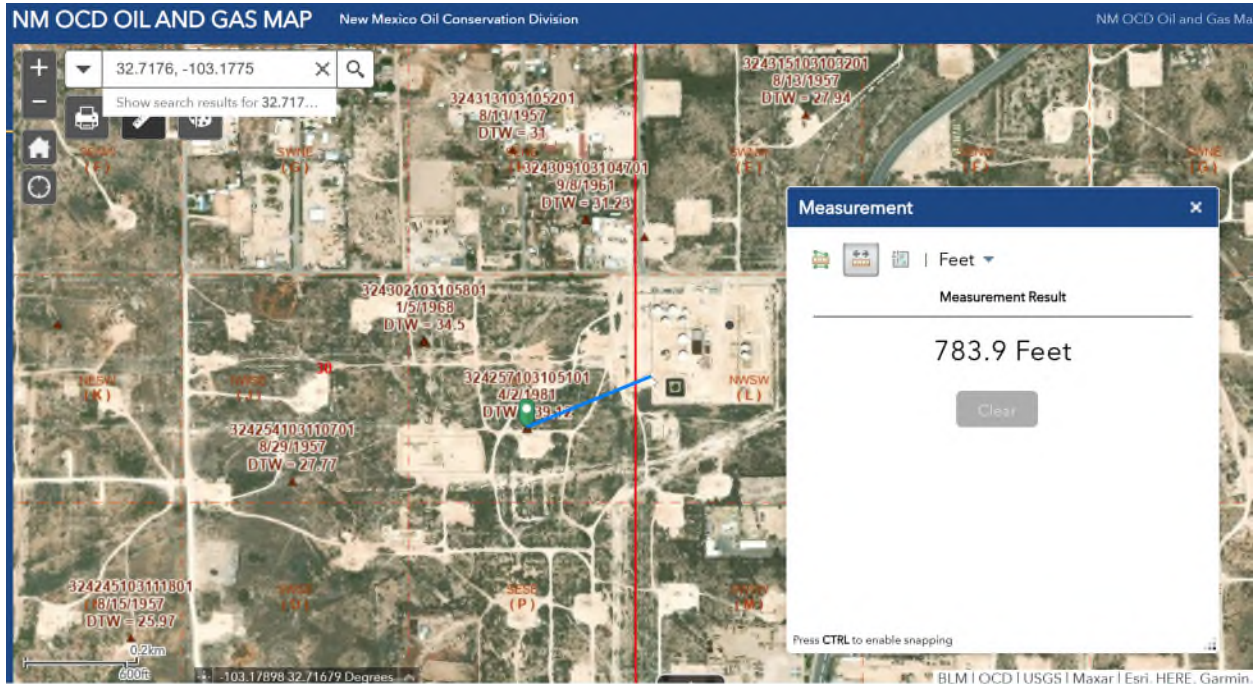 NM OCD OIL AND GAS MAP New Mexico Oil Conservation Division
NM OCD Oil and Gas Ma
32.7176, -103.1775
Show search results for 32.717...
324313103105201
8/13/1957
DTW = 31
324315103103201
8/13/1957
DTW = 27.94
SWNE
(G)
324309103104701
9/8/1961
DTW = 31.23
(F)
(E)
SWNE
324302103105801
1/5/1968
DTW = 34.5
30
324257103105101
4/2/1981
DTW = 39.17
NESW
(K)
NWSE
(J)
NWSW
(L)
324254103110701
8/29/1957
DTW = 27.77
324245103111801
8/15/1957
DTW = 25.97
(O)
SESE
(P)
(M)
0.2km
600ft
-103.17898 32.71679 Degrees
Measurement
Feet
Measurement Result
783.9 Feet
Clear
Press CTRL to enable snapping
BLM | OCD | USGS | Maxar | Esri, HERE, Garmin,